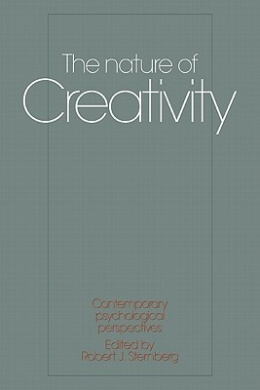 The nature of
Creativity
Contemporary
psychological
perspectives
Edited by
Robert J. Sternberg